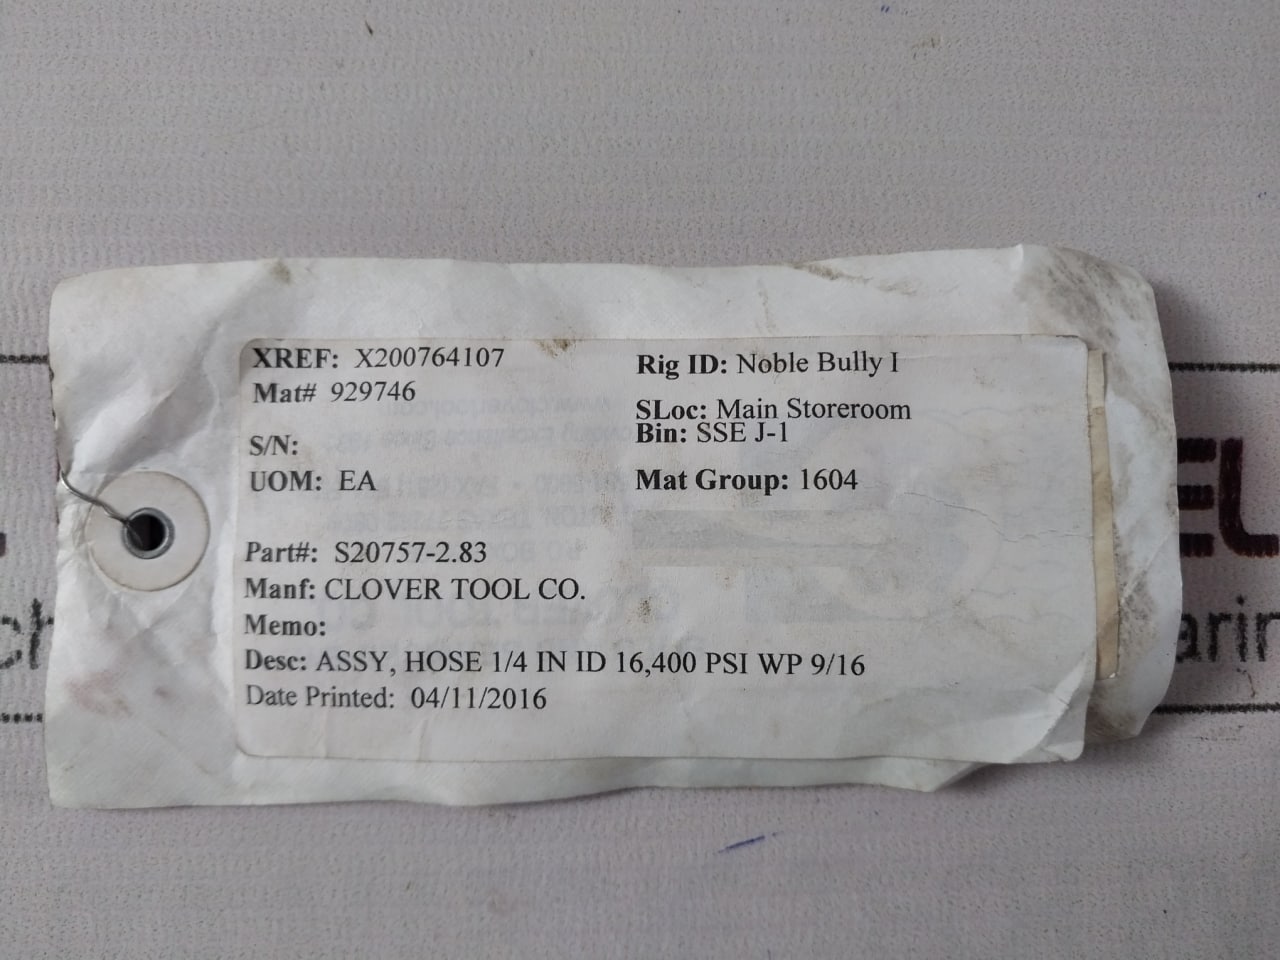 XREF: X200764107
Mat# 929746
S/N:
UOM: EA
Rig ID: Noble Bully I
SLoc: Main Storeroom
Bin: SSE J-1
Mat Group: 1604
Part#: S20757-2.83
Manf: CLOVER TOOL CO.
Memo:
Desc: ASSY, HOSE 1/4 IN ID 16,400 PSI WP 9/16
Date Printed: 04/11/2016